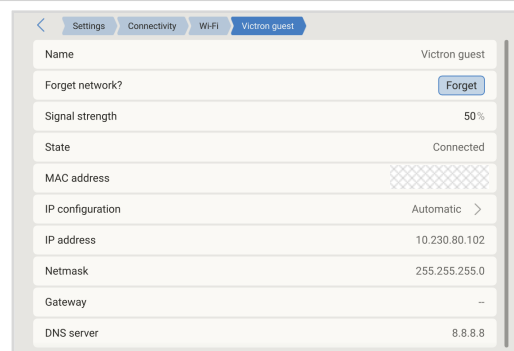 Settings Connectivity Wi-Fi Victron guest
Name Victron guest
Forget network? Forget
Signal strength 50%
State Connected
MAC address
IP configuration Automatic
IP address 10.230.80.102
Netmask 255.255.255.0
Gateway --
DNS server 8.8.8.8